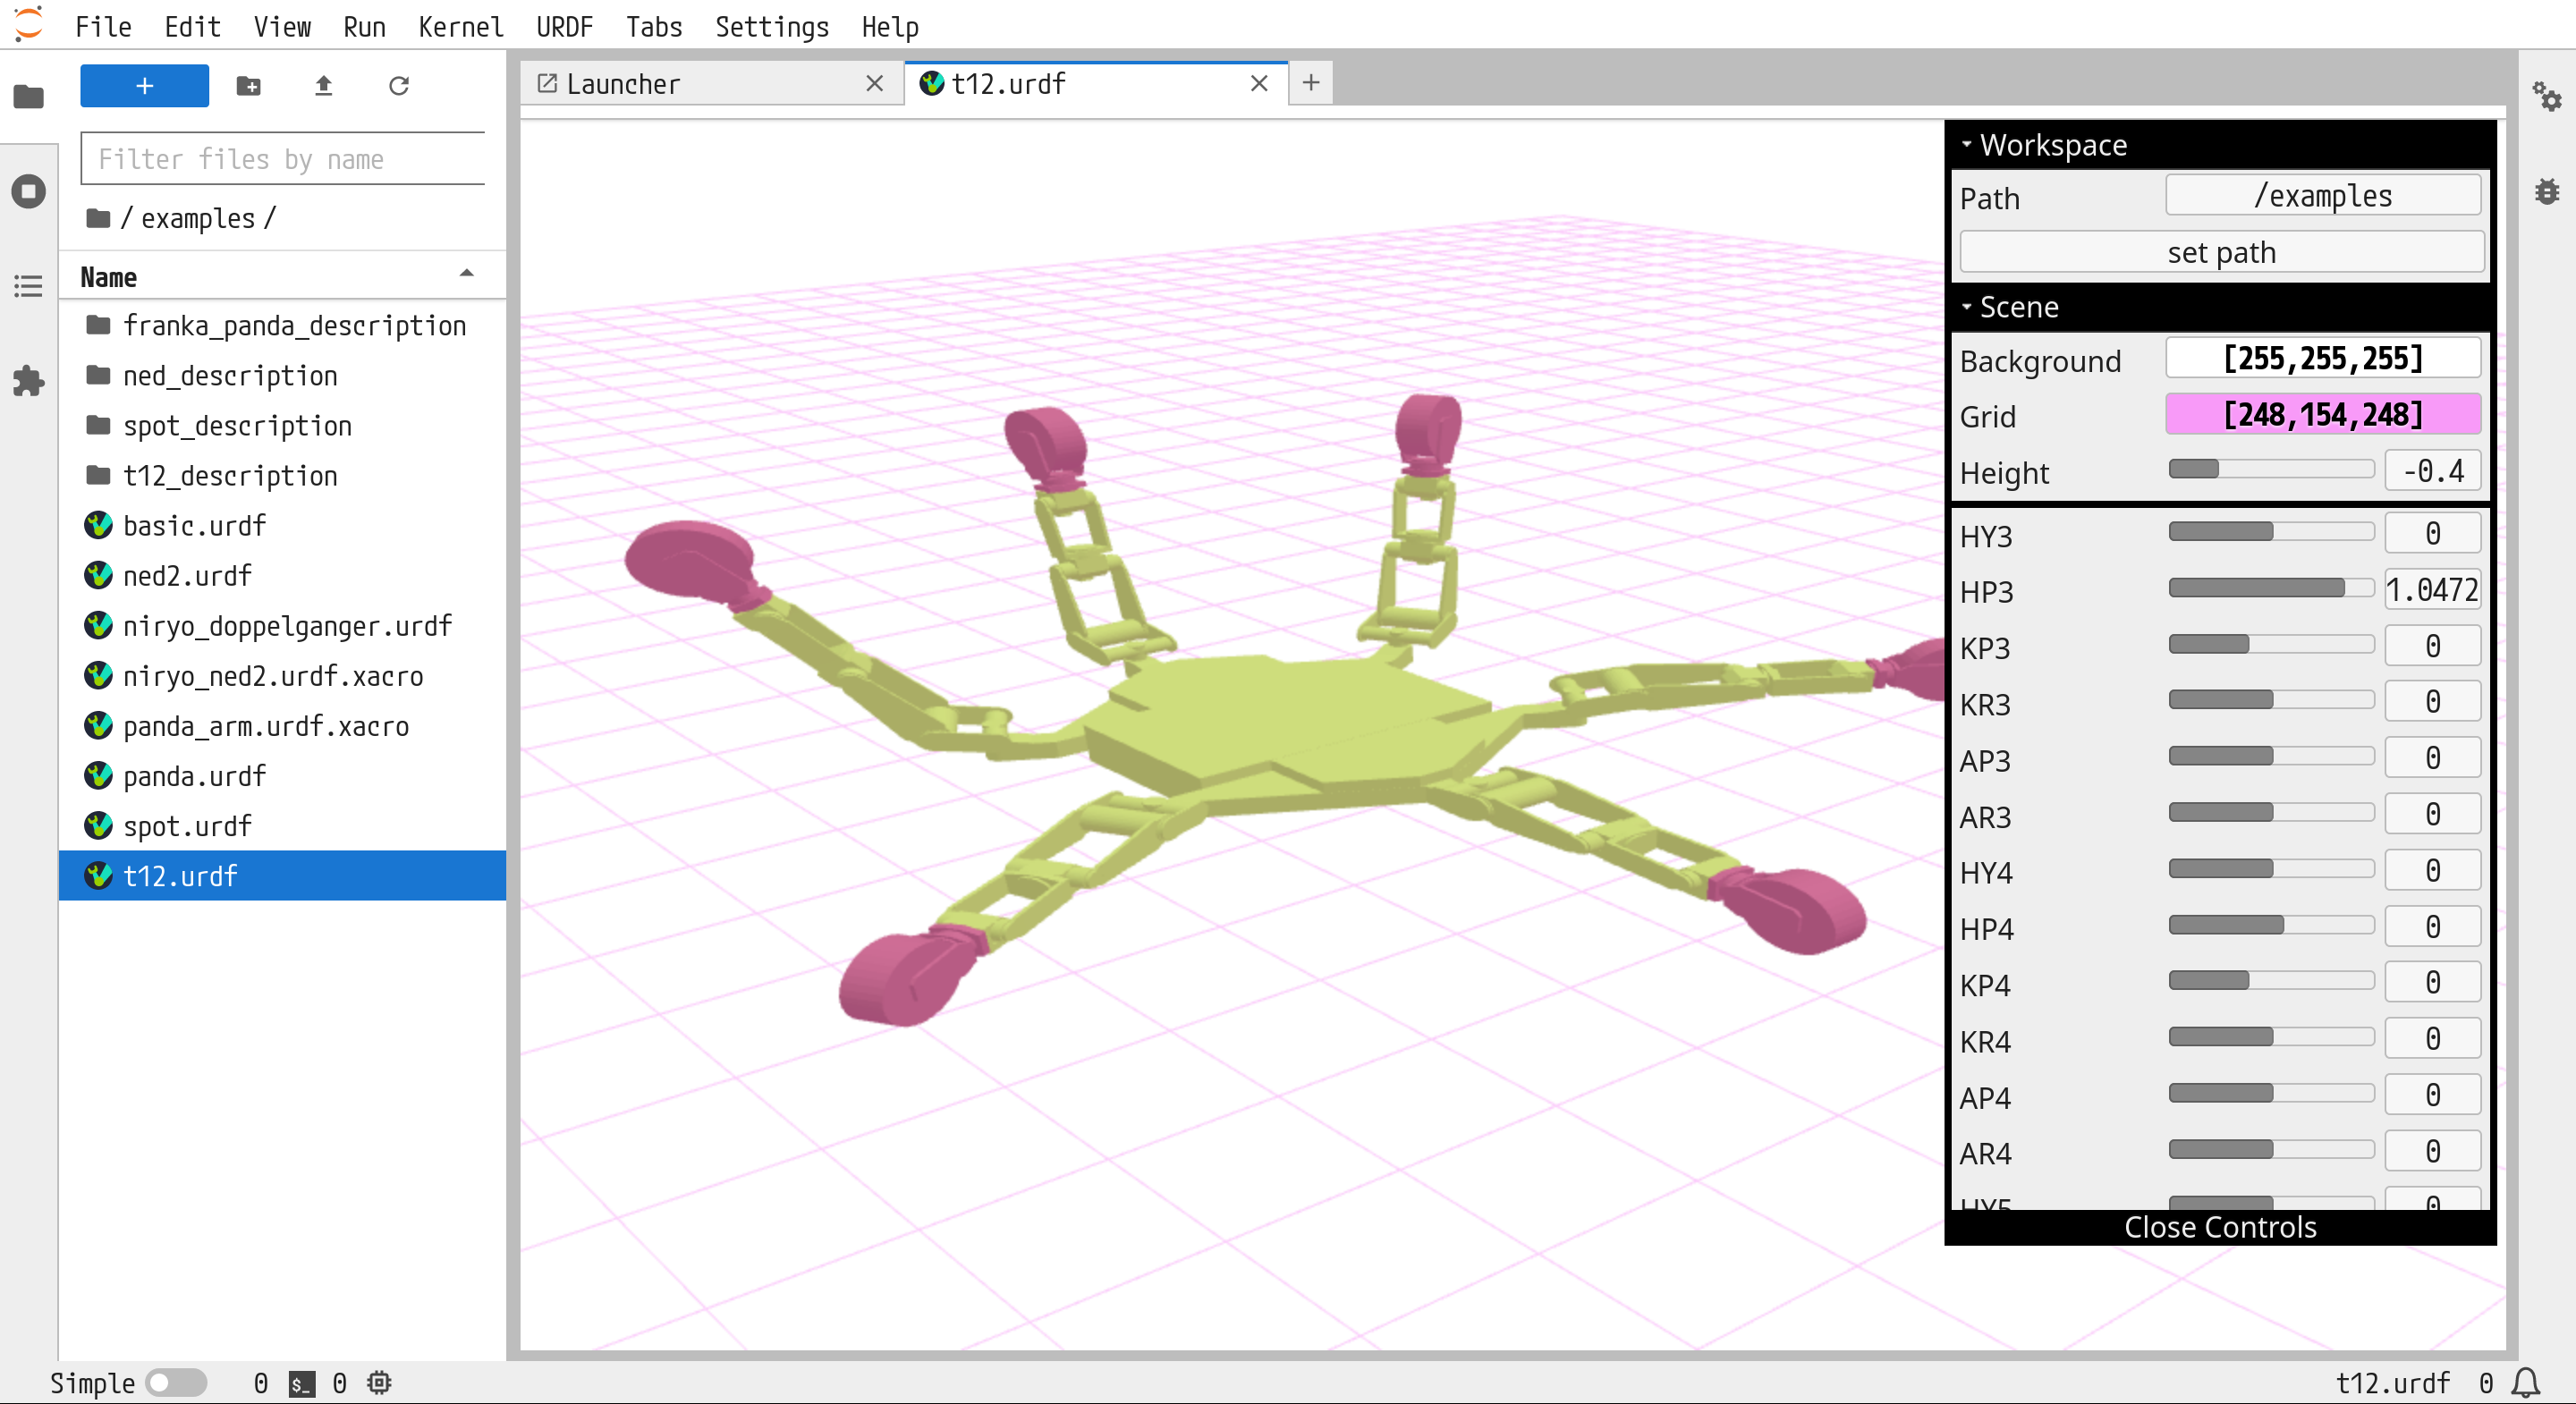 File Edit View Run Kernel URDF Tabs Settings Help
+
Filter files by name
/ examples /
Name
franka_panda_description
ned_description
spot_description
t12_description
basic.urdf
ned2.urdf
niryo_doppelganger.urdf
niryo_ned2.urdf.xacro
panda_arm.urdf.xacro
panda.urdf
spot.urdf
t12.urdf
Launcher
t12.urdf
+
Workspace
Path /examples
set path
Scene
Background [255,255,255]
Grid [248,154,248]
Height -0.4
HY3 0
HP3 1.0472
KP3 0
KR3 0
AP3 0
AR3 0
HY4 0
HP4 0
KP4 0
KR4 0
AP4 0
AR4 0
HY5 0
Close Controls
Simple 0 $_ 0
t12.urdf 0